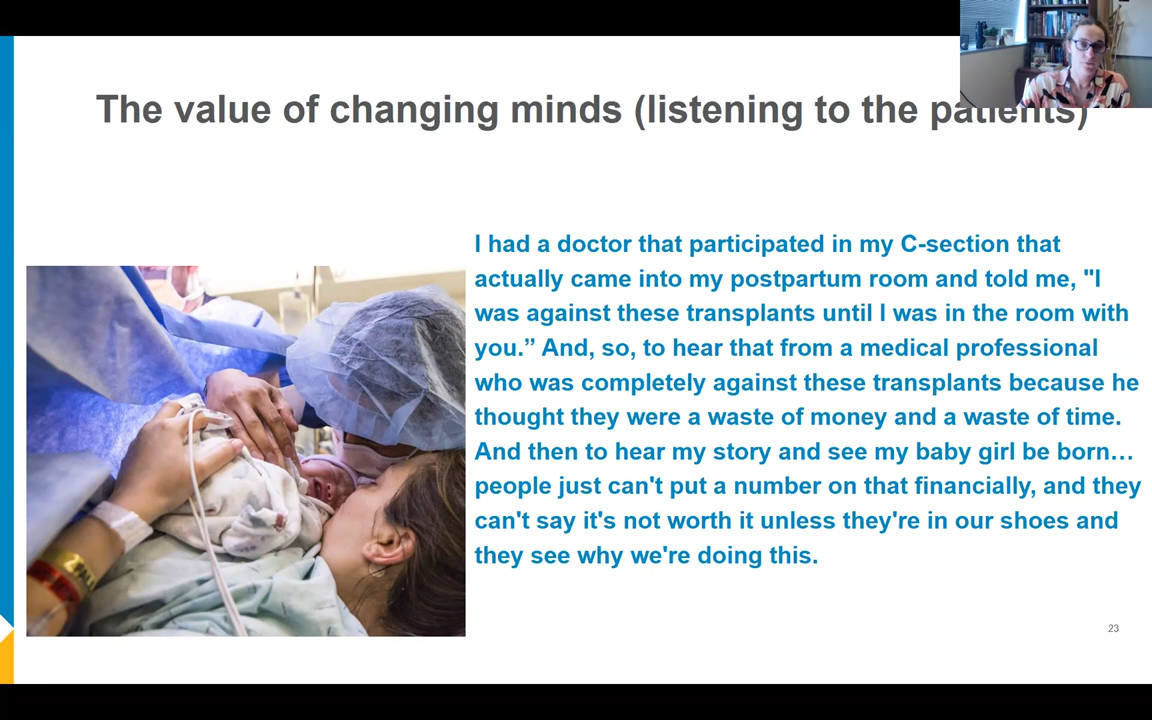 The value of changing minds (listening to the patients)
I had a doctor that participated in my C-section that
actually came into my postpartum room and told me, "I
was against these transplants until I was in the room with
you.” And, so, to hear that from a medical professional
who was completely against these transplants because he
thought they were a waste of money and a waste of time.
And then to hear my story and see my baby girl be born…
people just can't put a number on that financially, and they
can't say it's not worth it unless they're in our shoes and
they see why we're doing this.
23